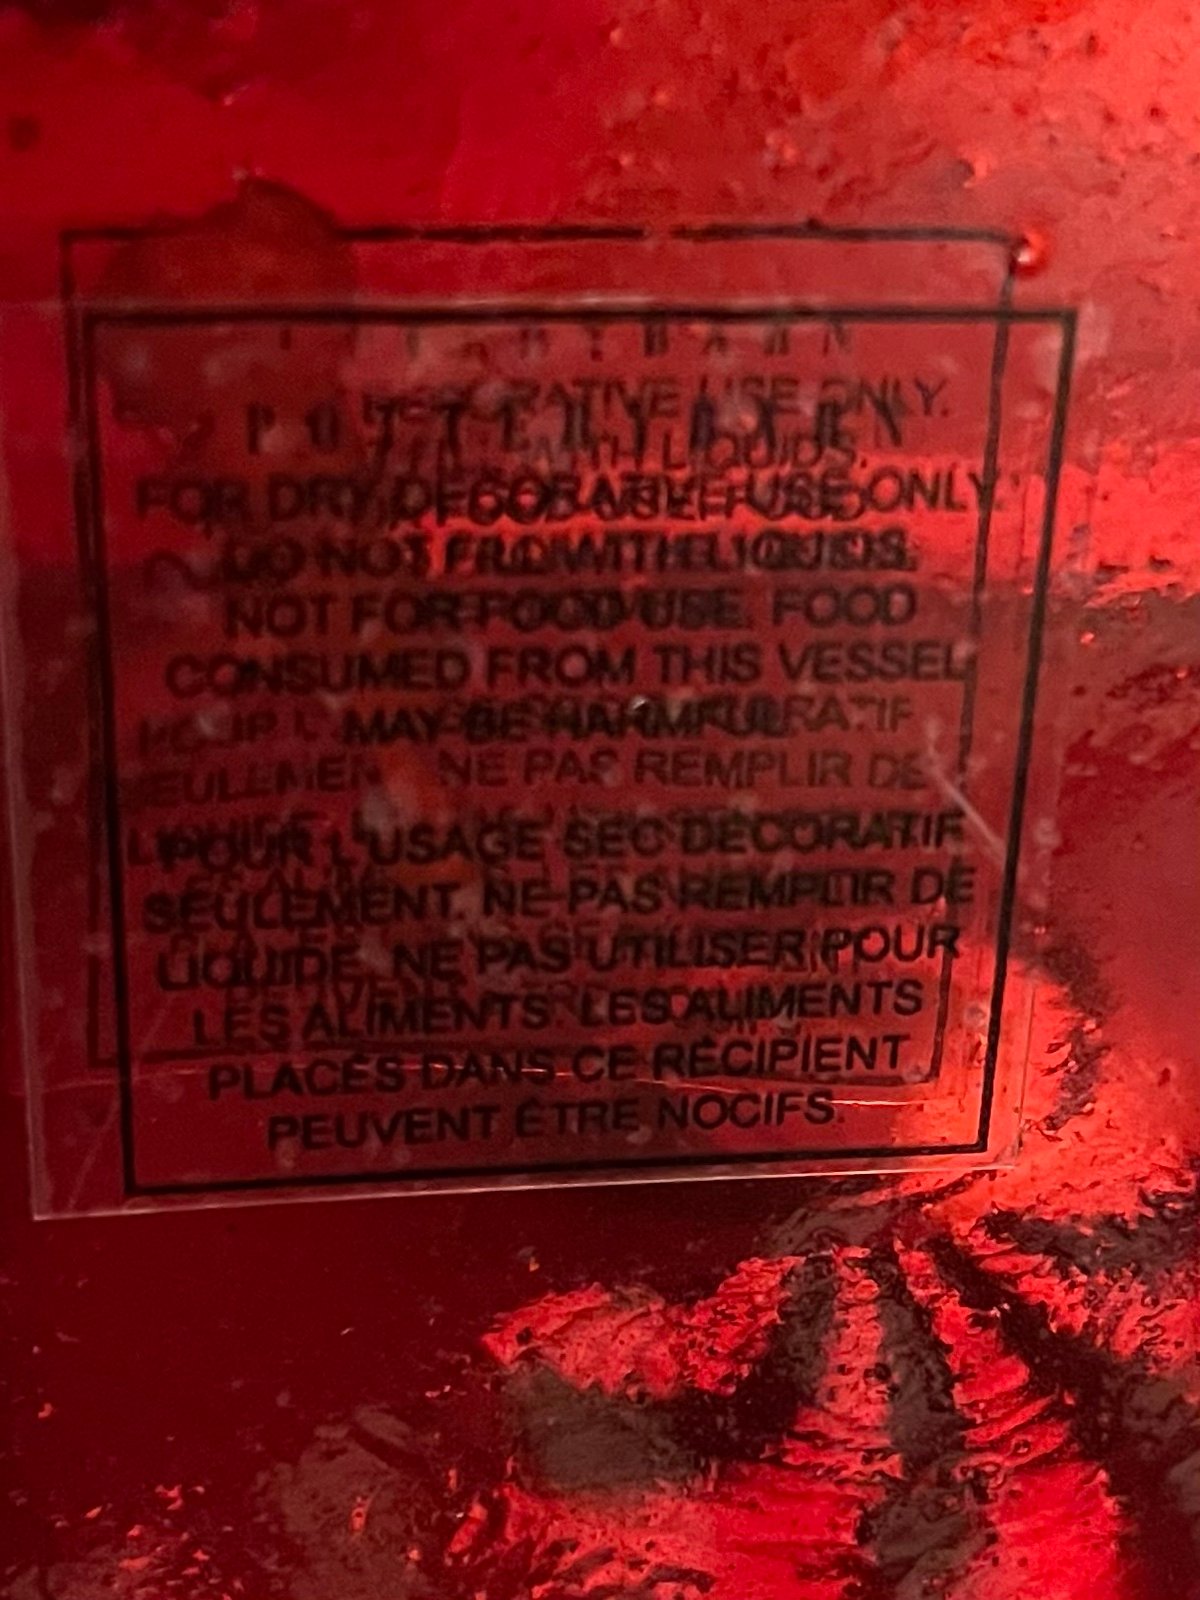 POTTERY BARN
FOR DRY DECORATIVE USE ONLY.
DO NOT FILL WITH LIQUIDS.
NOT FOR FOOD USE. FOOD
CONSUMED FROM THIS VESSEL
MAY BE HARMFUL.
POUR L'USAGE SEC DÉCORATIF
SEULEMENT. NE PAS REMPLIR DE
LIQUIDE. NE PAS UTILISER POUR
LES ALIMENTS. LES ALIMENTS
PLACÉS DANS CE RÉCIPIENT
PEUVENT ÊTRE NOCIFS.